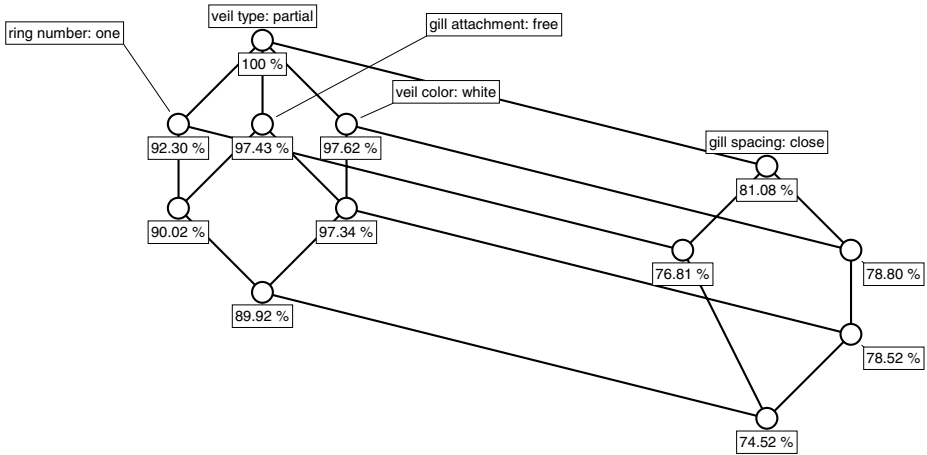 veil type: partial
ring number: one
gill attachment: free
100 %
veil color: white
92.30 %
97.43 %
97.62 %
gill spacing: close
81.08 %
90.02 %
97.34 %
76.81 %
78.80 %
89.92 %
78.52 %
74.52 %